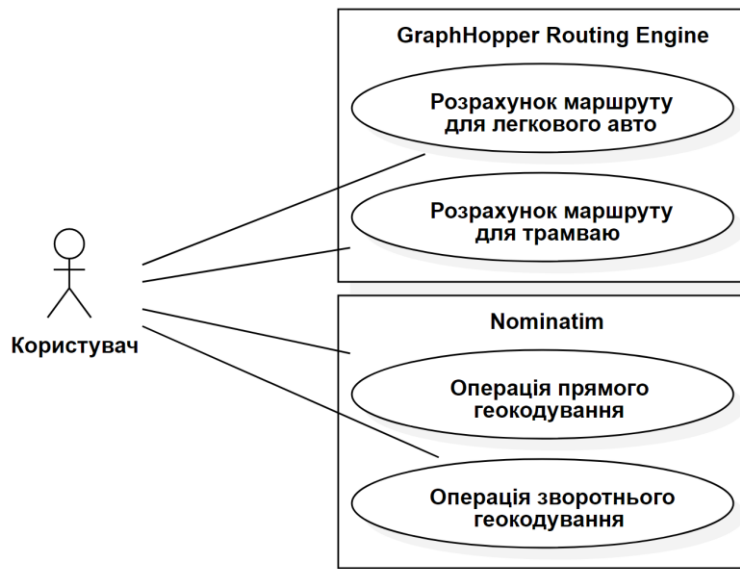 GraphHopper Routing Engine
Розрахунок маршруту
для легкового авто
Розрахунок маршруту
для трамваю
Користувач
Nominatim
Операція прямого
геокодування
Операція зворотнього
геокодування